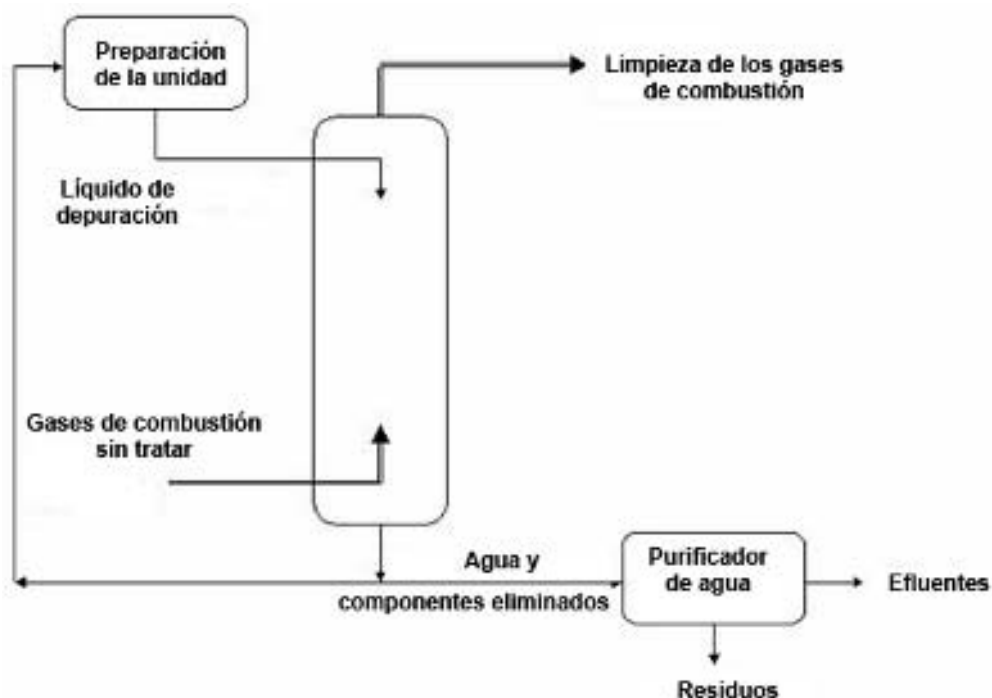 Preparación
de la unidad
Limpieza de los gases
de combustión
Líquido de
depuración
Gases de combustión
sin tratar
Agua y
componentes eliminados
Purificador
de agua
Efluentes
Residuos